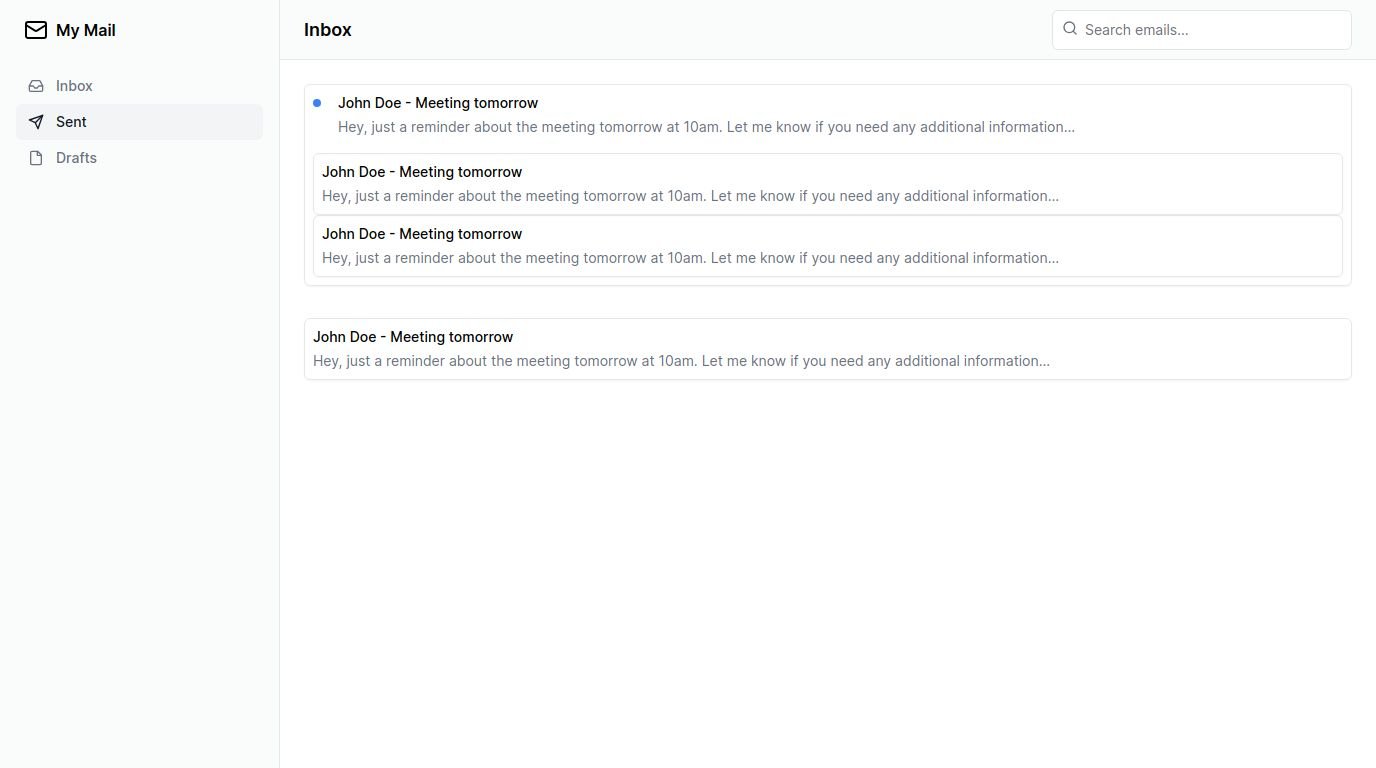 My Mail
Inbox
Sent
Drafts
Inbox
Search emails...
John Doe - Meeting tomorrow
Hey, just a reminder about the meeting tomorrow at 10am. Let me know if you need any additional information...
John Doe - Meeting tomorrow
Hey, just a reminder about the meeting tomorrow at 10am. Let me know if you need any additional information...
John Doe - Meeting tomorrow
Hey, just a reminder about the meeting tomorrow at 10am. Let me know if you need any additional information...
John Doe - Meeting tomorrow
Hey, just a reminder about the meeting tomorrow at 10am. Let me know if you need any additional information...